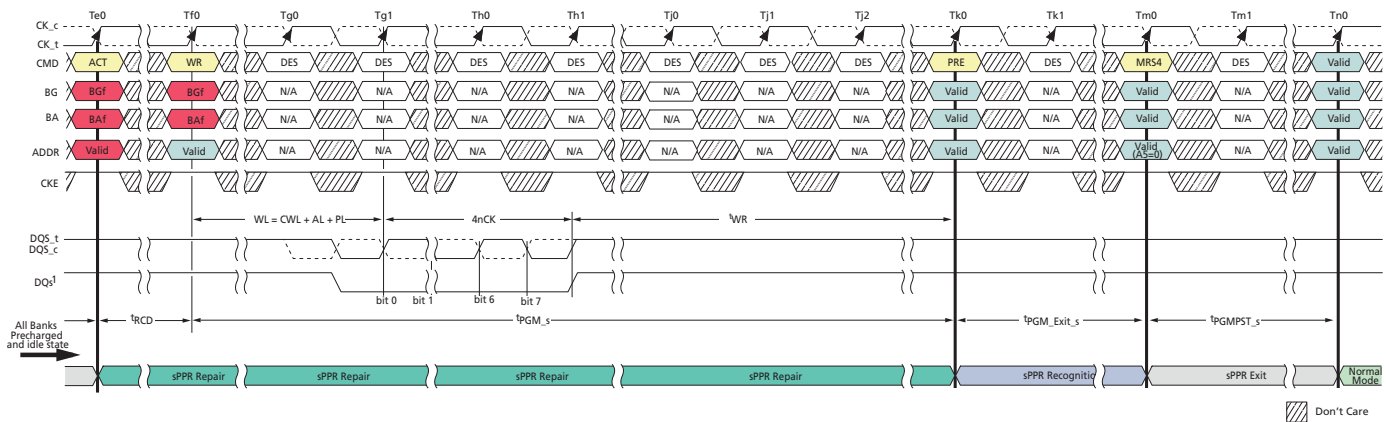 Te0 Tf0 Tg0 Tg1 Th0 Th1 Tj0 Tj1 Tj2 Tk0 Tk1 Tm0 Tm1 Tn0
CK_c
CK_t
CMD ACT WR DES DES DES DES DES DES DES PRE DES MRS4 DES Valid
BG BGf BGf N/A N/A N/A N/A N/A N/A N/A Valid N/A Valid N/A Valid
BA BAf BAf N/A N/A N/A N/A N/A N/A N/A Valid N/A Valid N/A Valid
ADDR Valid Valid N/A N/A N/A N/A N/A N/A N/A Valid N/A Valid (A5=0) N/A Valid
CKE
WL = CWL + AL + PL 4nCK tWR
DQS_t
DQS_c
DQs1
bit 0 bit 1 bit 6 bit 7
All Banks
Precharged
and idle state
tRCD tPGM_s tPGM_Exit_s tPGMPST_s
sPPR Repair sPPR Repair sPPR Repair sPPR Repair sPPR Recognitio sPPR Exit Normal
Mode
Don't Care